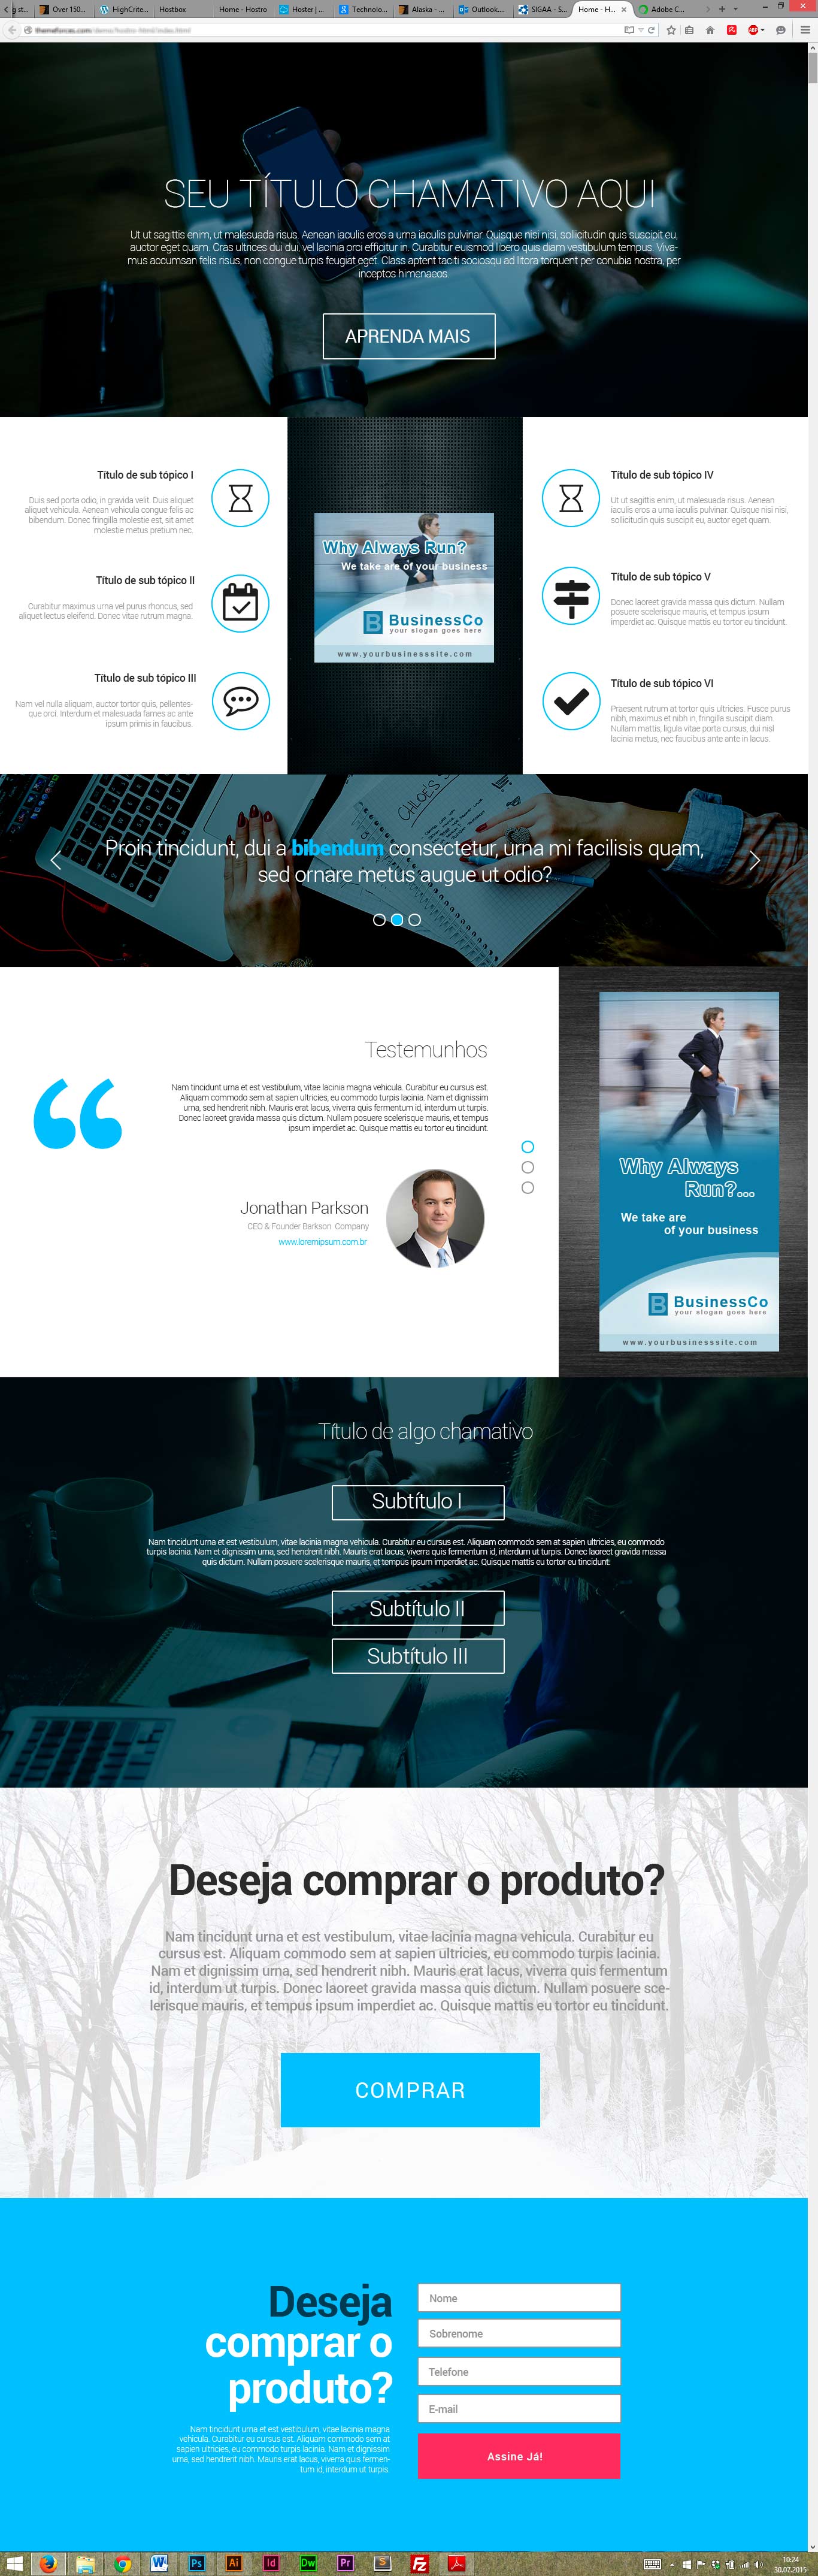 g st...
Over 150...
HighCrite...
Hostbox
Home - Hostro
Hoster | ...
Technolo...
Alaska - ...
Outlook....
SIGAA - S...
Home - H...
Adobe C...
SEU TÍTULO CHAMATIVO AQUI
Ut ut sagittis enim, ut malesuada risus. Aenean iaculis eros a urna iaculis pulvinar. Quisque nisi nisi, sollicitudin quis suscipit eu,
auctor eget quam. Cras ultrices dui dui, vel lacinia orci efficitur in. Curabitur euismod libero quis diam vestibulum tempus. Viva-
mus accumsan felis risus, non congue turpis feugiat eget. Class aptent taciti sociosqu ad litora torquent per conubia nostra, per
inceptos himenaeos.
APRENDA MAIS
Título de sub tópico I
Duis sed porta odio, in gravida velit. Duis aliquet
aliquet vehicula. Aenean vehicula congue felis ac
bibendum. Donec fringilla molestie est, sit amet
molestie metus pretium nec.
Título de sub tópico II
Curabitur maximus urna vel purus rhoncus, sed
aliquet lectus eleifend. Donec vitae rutrum magna.
Título de sub tópico III
Nam vel nulla aliquam, auctor tortor quis, pellentes-
que orci. Interdum et malesuada fames ac ante
ipsum primis in faucibus.
Why Always Run?
We take are of your business
B BusinessCo
your slogan goes here
www.yourbusinesssite.com
Título de sub tópico IV
Ut ut sagittis enim, ut malesuada risus. Aenean
iaculis eros a urna iaculis pulvinar. Quisque nisi nisi,
sollicitudin quis suscipit eu, auctor eget quam.
Título de sub tópico V
Donec laoreet gravida massa quis dictum. Nullam
posuere scelerisque mauris, et tempus ipsum
imperdiet ac. Quisque mattis eu tortor eu tincidunt.
Título de sub tópico VI
Praesent rutrum at tortor quis ultricies. Fusce purus
nibh, maximus et nibh in, fringilla suscipit diam.
Nullam mattis, ligula vitae porta cursus, dui nisl
lacinia metus, nec faucibus ante ante in lacus.
CHLOE'S
Proin tincidunt, dui a bibendum consectetur, urna mi facilisis quam,
sed ornare metus augue ut odio?
Testemunhos
Nam tincidunt urna et est vestibulum, vitae lacinia magna vehicula. Curabitur eu cursus est.
Aliquam commodo sem at sapien ultricies, eu commodo turpis lacinia. Nam et dignissim
urna, sed hendrerit nibh. Mauris erat lacus, viverra quis fermentum id, interdum ut turpis.
Donec laoreet gravida massa quis dictum. Nullam posuere scelerisque mauris, et tempus
ipsum imperdiet ac. Quisque mattis eu tortor eu tincidunt.
Jonathan Parkson
CEO & Founder Barkson Company
www.loremipsum.com.br
Why Always
Run?...
We take are
of your business
B BusinessCo
your slogan goes here
www.yourbusinesssite.com
Título de algo chamativo
Subtítulo I
Nam tincidunt urna et est vestibulum, vitae lacinia magna vehicula. Curabitur eu cursus est. Aliquam commodo sem at sapien ultricies, eu commodo
turpis lacinia. Nam et dignissim urna, sed hendrerit nibh. Mauris erat lacus, viverra quis fermentum id, interdum ut turpis. Donec laoreet gravida massa
quis dictum. Nullam posuere scelerisque mauris, et tempus ipsum imperdiet ac. Quisque mattis eu tortor eu tincidunt.
Subtítulo II
Subtítulo III
Deseja comprar o produto?
Nam tincidunt urna et est vestibulum, vitae lacinia magna vehicula. Curabitur eu
cursus est. Aliquam commodo sem at sapien ultricies, eu commodo turpis lacinia.
Nam et dignissim urna, sed hendrerit nibh. Mauris erat lacus, viverra quis fermentum
id, interdum ut turpis. Donec laoreet gravida massa quis dictum. Nullam posuere sce-
lerisque mauris, et tempus ipsum imperdiet ac. Quisque mattis eu tortor eu tincidunt.
COMPRAR
Deseja
comprar o
produto?
Nam tincidunt urna et est vestibulum, vitae lacinia magna
vehicula. Curabitur eu cursus est. Aliquam commodo sem at
sapien ultricies, eu commodo turpis lacinia. Nam et dignissim
urna, sed hendrerit nibh. Mauris erat lacus, viverra quis fermen-
tum id, interdum ut turpis.
Nome
Sobrenome
Telefone
E-mail
Assine Já!
Ps
Ai
Id
Dw
Pr
S
Fz
10:24
30.07.2015